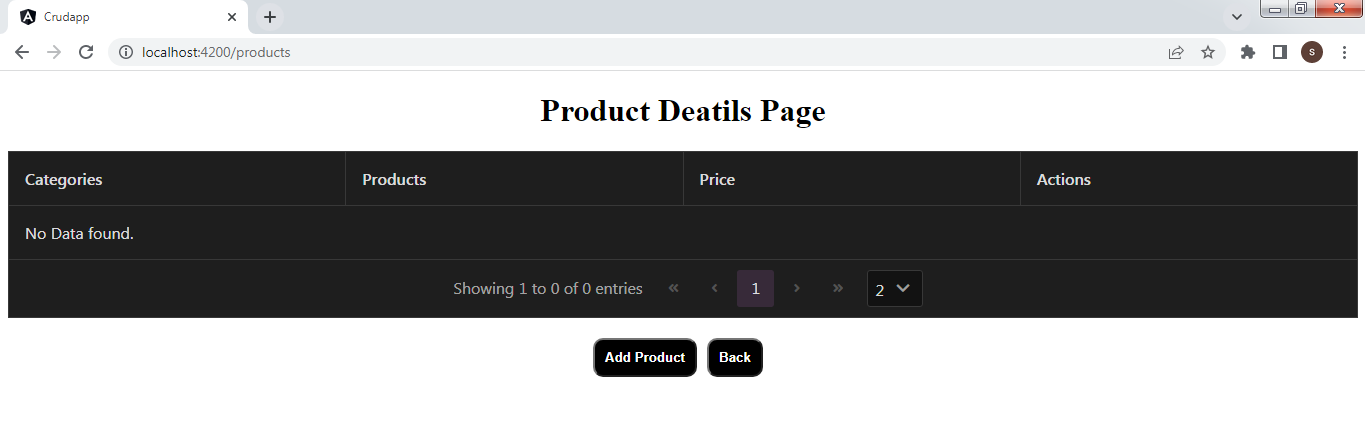 Crudapp
localhost:4200/products
S
Product Deatils Page
Categories Products Price Actions
No Data found.
Showing 1 to 0 of 0 entries « ‹ 1 › » 2
Add Product Back